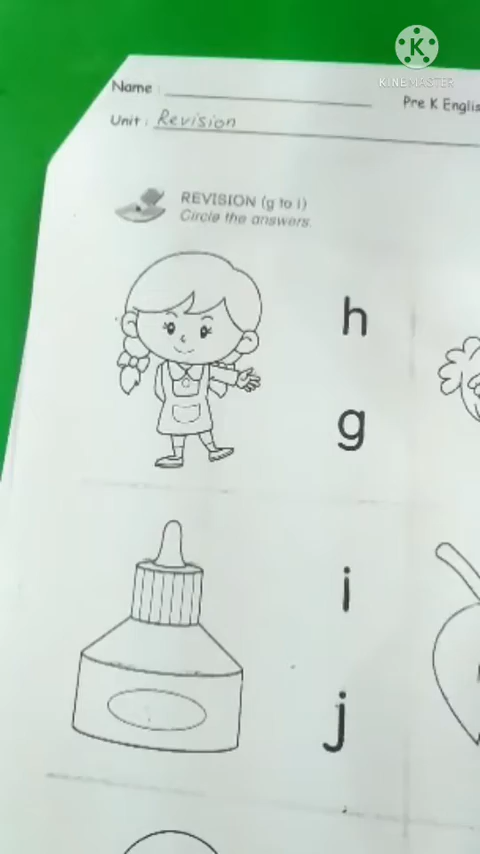 KINEMASTER
Name :
Pre K Englis
Unit : Revision
REVISION (g to i)
Circle the answers.
h
g
i
j